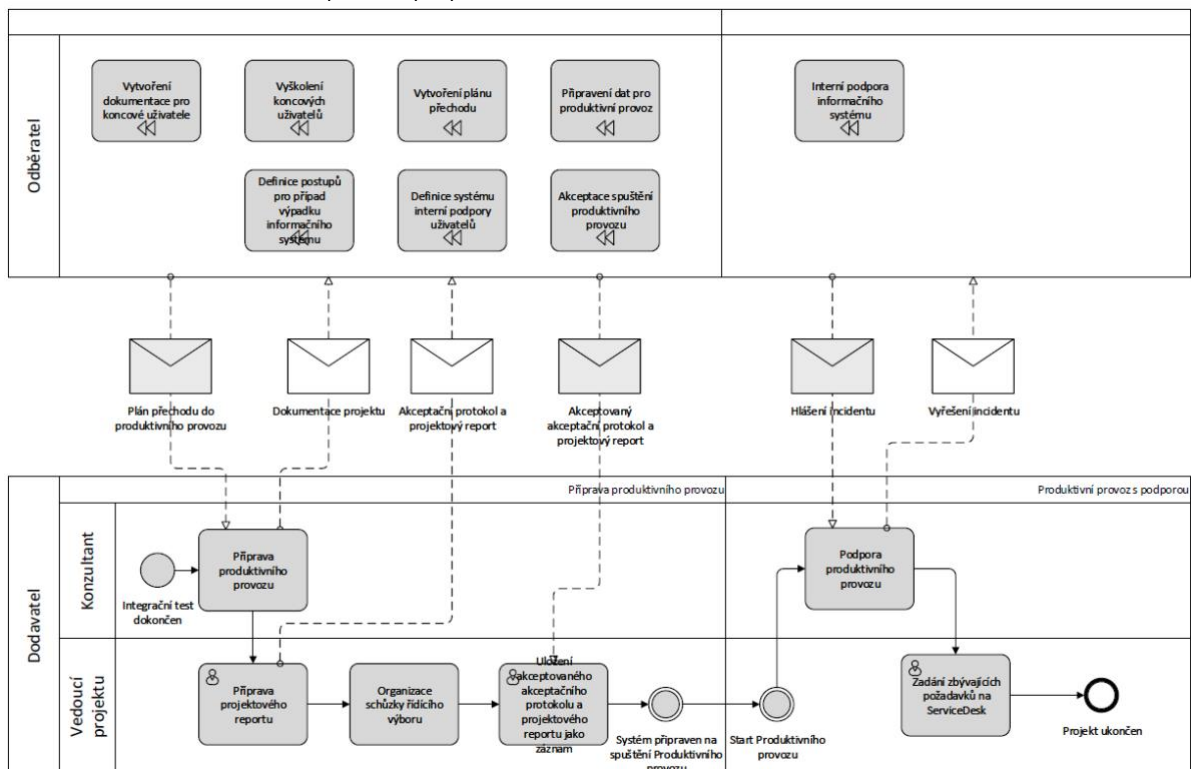 Odběratel
Vytvoření
dokumentace pro
koncové uživatele
Vyškolení
koncových
uživatelů
Vytvoření plánu
přechodu
Připravení dat pro
produktivní provoz
Interní podpora
informačního
systému
Definice postupů
pro případ
výpadku
informačního
systému
Definice systému
interní podpory
uživatelů
Akceptace spuštění
produktivního
provozu
Plán přechodu do
produktivního provozu
Dokumentace projektu
Akceptační protokol a
projektový report
Akceptovaný
akceptační protokol a
projektový report
Hlášení incidentu
Vyřešení incidentu
Dodavatel
Příprava produktivního provozu
Produktivní provoz s podporou
Konzultant
Integrační test
dokončen
Příprava
produktivního
provozu
Podpora
produktivního
provozu
Vedoucí
projektu
Příprava
projektového
reportu
Organizace
schůzky řídícího
výboru
Uložení
akceptovaného
akceptačního
protokolu a
projektového
reportu jako
záznam
Systém připraven na
spuštění Produktivního
provozu
Start Produktivního
provozu
Zadání zbývajících
požadavků na
ServiceDesk
Projekt ukončen